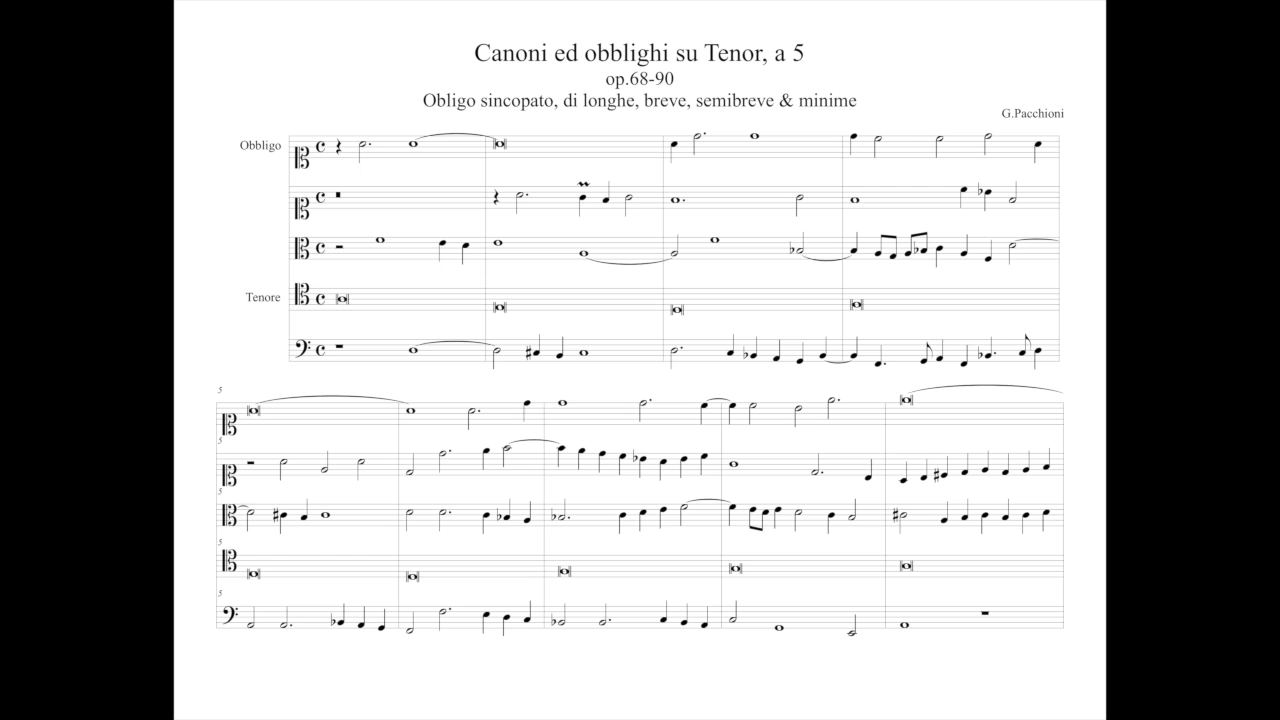 Canoni ed obblighi su Tenor, a 5
op.68-90
Obligo sincopato, di longhe, breve, semibreve & minime
G.Pacchioni
Obbligo
Tenore
5
5
5
5
5